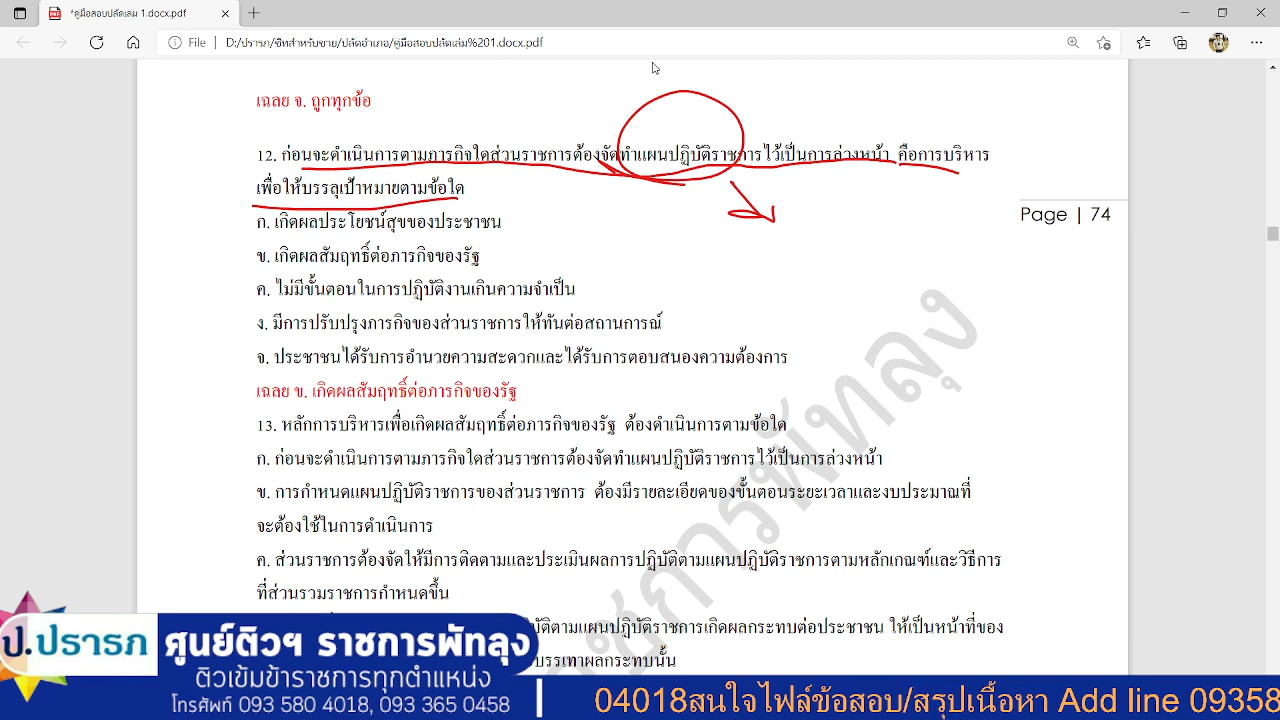 *คู่มือสอบปลัดเล่ม 1.docx.pdf
File | D:/ปรารภ/ชีทสำหรับขาย/ปลัดอำเภอ/คู่มือสอบปลัดเล่ม%201.docx.pdf
เฉลย จ. ถูกทุกข้อ
12. ก่อนจะดำเนินการตามภารกิจใดส่วนราชการต้องจัดทำแผนปฏิบัติราชการไว้เป็นการล่วงหน้า คือการบริหาร
เพื่อให้บรรลุเป้าหมายตามข้อใด
ก. เกิดผลประโยชน์สุขของประชาชน
Page | 74
ข. เกิดผลสัมฤทธิ์ต่อภารกิจของรัฐ
ค. ไม่มีขั้นตอนในการปฏิบัติงานเกินความจำเป็น
ง. มีการปรับปรุงภารกิจของส่วนราชการให้ทันต่อสถานการณ์
จ. ประชาชนได้รับการอำนวยความสะดวกและได้รับการตอบสนองความต้องการ
เฉลย ข. เกิดผลสัมฤทธิ์ต่อภารกิจของรัฐ
13. หลักการบริหารเพื่อเกิดผลสัมฤทธิ์ต่อภารกิจของรัฐ ต้องดำเนินการตามข้อใด
ก. ก่อนจะดำเนินการตามภารกิจใดส่วนราชการต้องจัดทำแผนปฏิบัติราชการไว้เป็นการล่วงหน้า
ข. การกำหนดแผนปฏิบัติราชการของส่วนราชการ ต้องมีรายละเอียดของขั้นตอนระยะเวลาและงบประมาณที่
จะต้องใช้ในการดำเนินการ
ค. ส่วนราชการต้องจัดให้มีการติดตามและประเมินผลการปฏิบัติตามแผนปฏิบัติราชการตามหลักเกณฑ์และวิธีการ
ที่ส่วนรวมราชการกำหนดขึ้น
บัติตามแผนปฏิบัติราชการเกิดผลกระทบต่อประชาชน ให้เป็นหน้าที่ของ
บรรเทาผลกระทบนั้น
ชการพัทลุง
ป.ปรารภ
ศูนย์ติวฯ ราชการพัทลุง
ติวเข้มข้าราชการทุกตำแหน่ง
โทรศัพท์ 093 580 4018, 093 365 0458
04018สนใจไฟล์ข้อสอบ/สรุปเนื้อหา Add line 09358